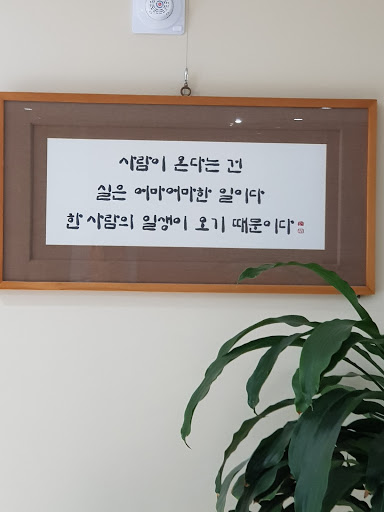 사람이 온다는 건
실은 어마어마한 일이다
한 사람의 일생이 오기 때문이다